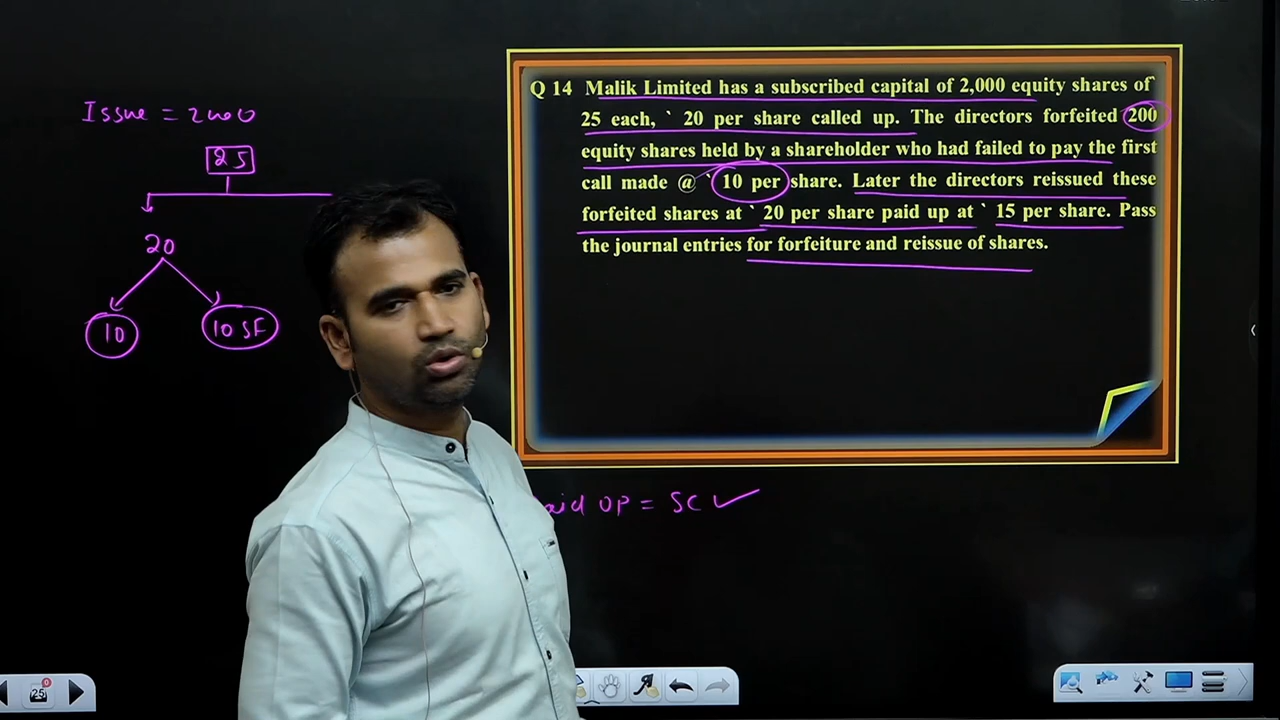 Issue = 2000
25
20
10
10 SF
Q 14 Malik Limited has a subscribed capital of 2,000 equity shares of `
25 each, ` 20 per share called up. The directors forfeited 200
equity shares held by a shareholder who had failed to pay the first
call made @ ` 10 per share. Later the directors reissued these
forfeited shares at ` 20 per share paid up at ` 15 per share. Pass
the journal entries for forfeiture and reissue of shares.
aid UP = SC
25
0